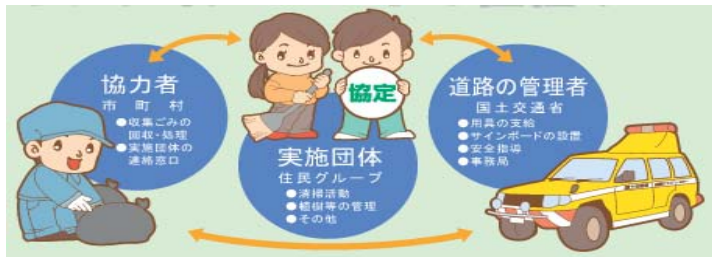 協力者
市町村
●収集ごみの
回収・処理
●実施団体の
連絡窓口
協定
実施団体
住民グループ
●清掃活動
●植樹等の管理
●その他
道路の管理者
国土交通省
●用具の支給
●サインボードの設置
●安全指導
●事務局